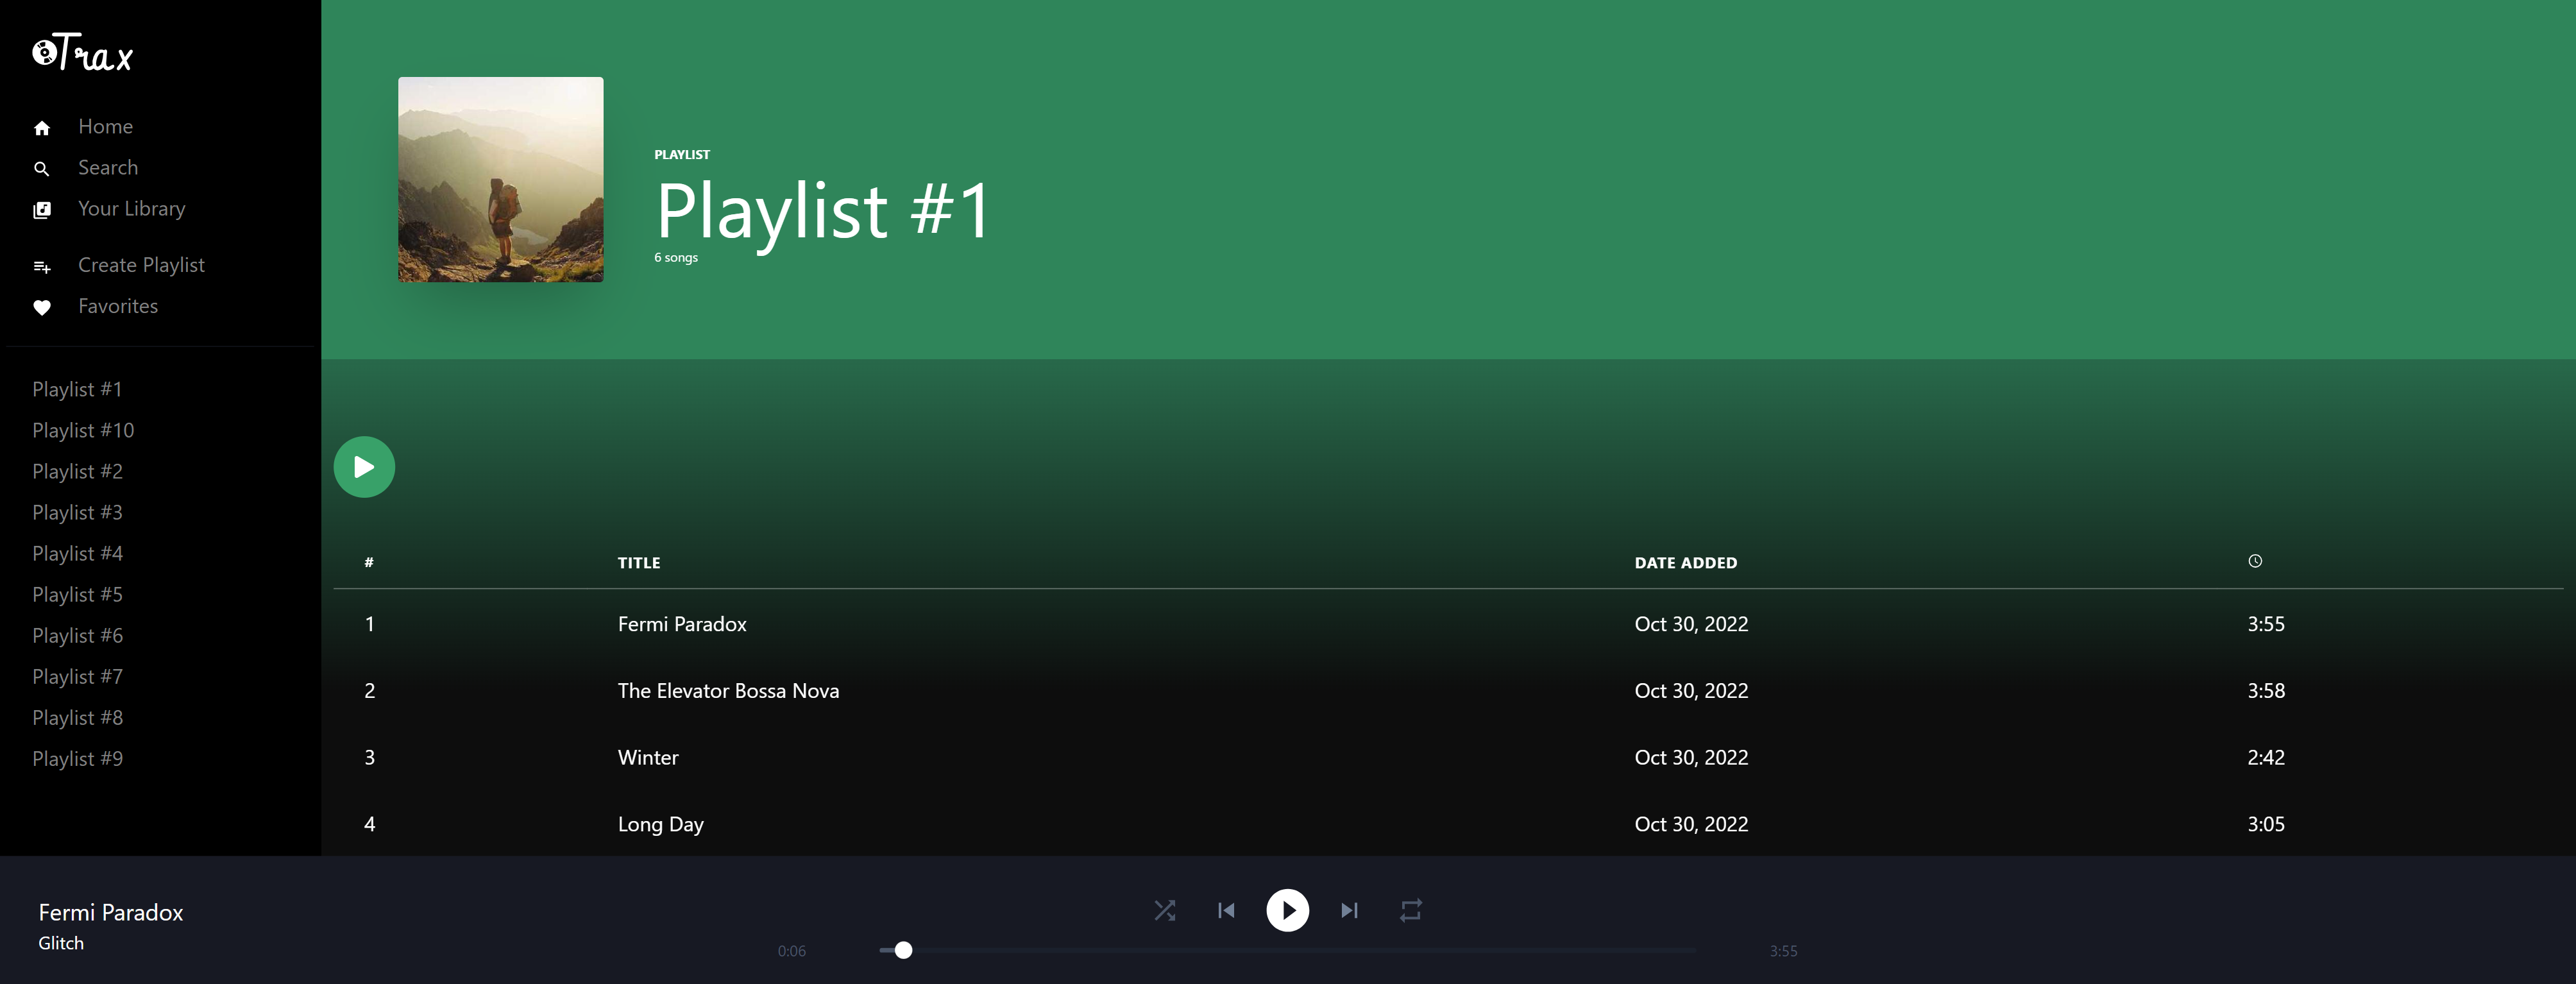 Trax
Home
Search
Your Library
Create Playlist
Favorites
Playlist #1
Playlist #10
Playlist #2
Playlist #3
Playlist #4
Playlist #5
Playlist #6
Playlist #7
Playlist #8
Playlist #9
PLAYLIST
Playlist #1
6 songs
# TITLE DATE ADDED
1 Fermi Paradox Oct 30, 2022 3:55
2 The Elevator Bossa Nova Oct 30, 2022 3:58
3 Winter Oct 30, 2022 2:42
4 Long Day Oct 30, 2022 3:05
Fermi Paradox
Glitch
0:06 3:55